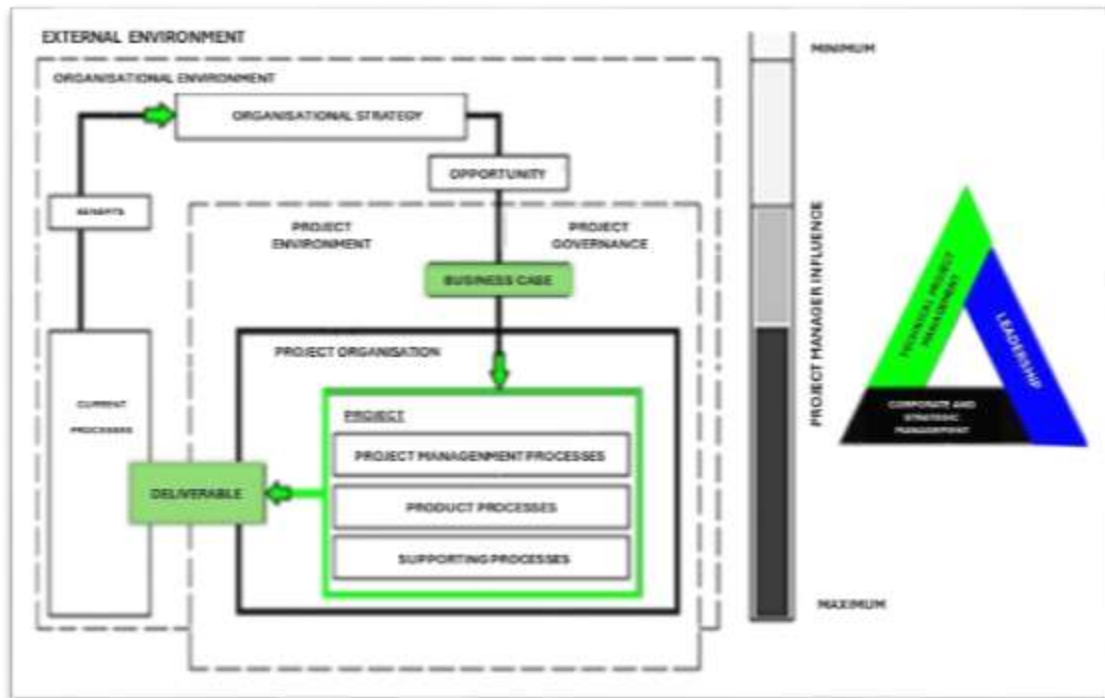 EXTERNAL ENVIRONMENT
ORGANISATIONAL ENVIRONMENT
ORGANISATIONAL STRATEGY
OPPORTUNITY
BENEFITS
PROJECT
ENVIRONMENT
PROJECT
GOVERNANCE
BUSINESS CASE
PROJECT ORGANISATION
PROJECT
PROJECT MANAGENMENT PROCESSES
PRODUCT PROCESSES
SUPPORTING PROCESSES
CURRENT
PROCESSES
DELIVERABLE
MINIMUM
PROJECT MANAGER INFLUENCE
MAXIMUM
TECHNICAL PROJECT
MANAGEMENT
LEADERSHIP
CORPORATE AND
STRATEGIC
MANAGEMENT